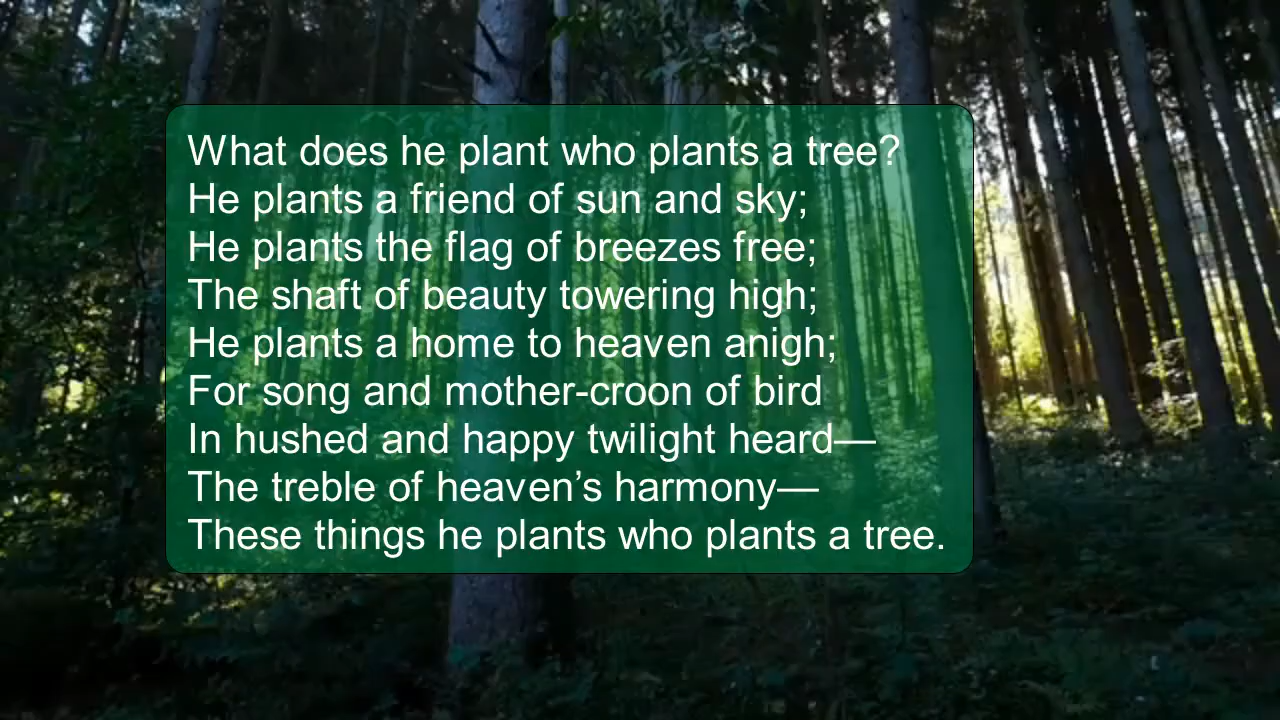 What does he plant who plants a tree?
He plants a friend of sun and sky;
He plants the flag of breezes free;
The shaft of beauty towering high;
He plants a home to heaven anigh;
For song and mother-croon of bird
In hushed and happy twilight heard—
The treble of heaven’s harmony—
These things he plants who plants a tree.